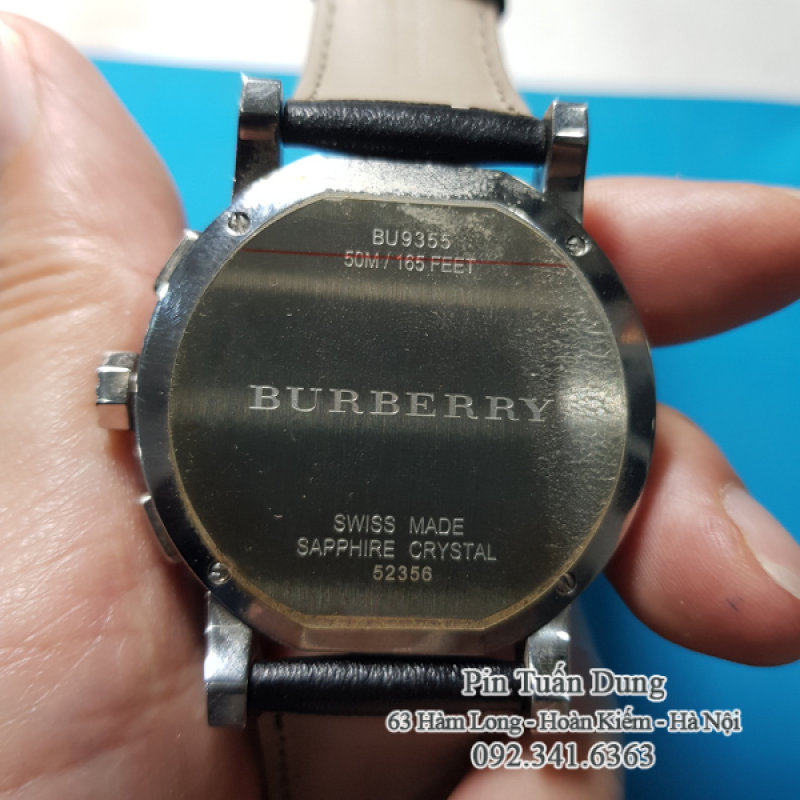 BU9355
50M / 165 FEET
BURBERRY
SWISS MADE
SAPPHIRE CRYSTAL
52356
Pin Tuấn Dung
63 Hàm Long - Hoàn Kiếm - Hà Nội
092.341.6363